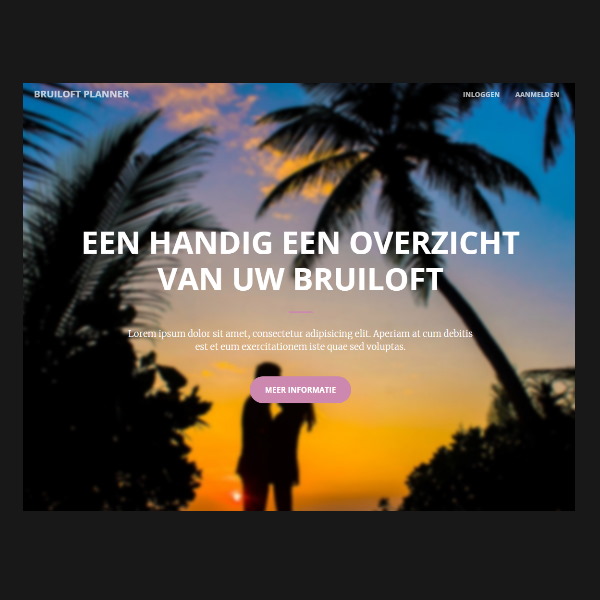 BRUILOFT PLANNER
INLOGGEN AANMELDEN
EEN HANDIG EEN OVERZICHT
VAN UW BRUILOFT
Lorem ipsum dolor sit amet, consectetur adipisicing elit. Aperiam at cum debitis
est et eum exercitationem iste quae sed voluptas.
MEER INFORMATIE